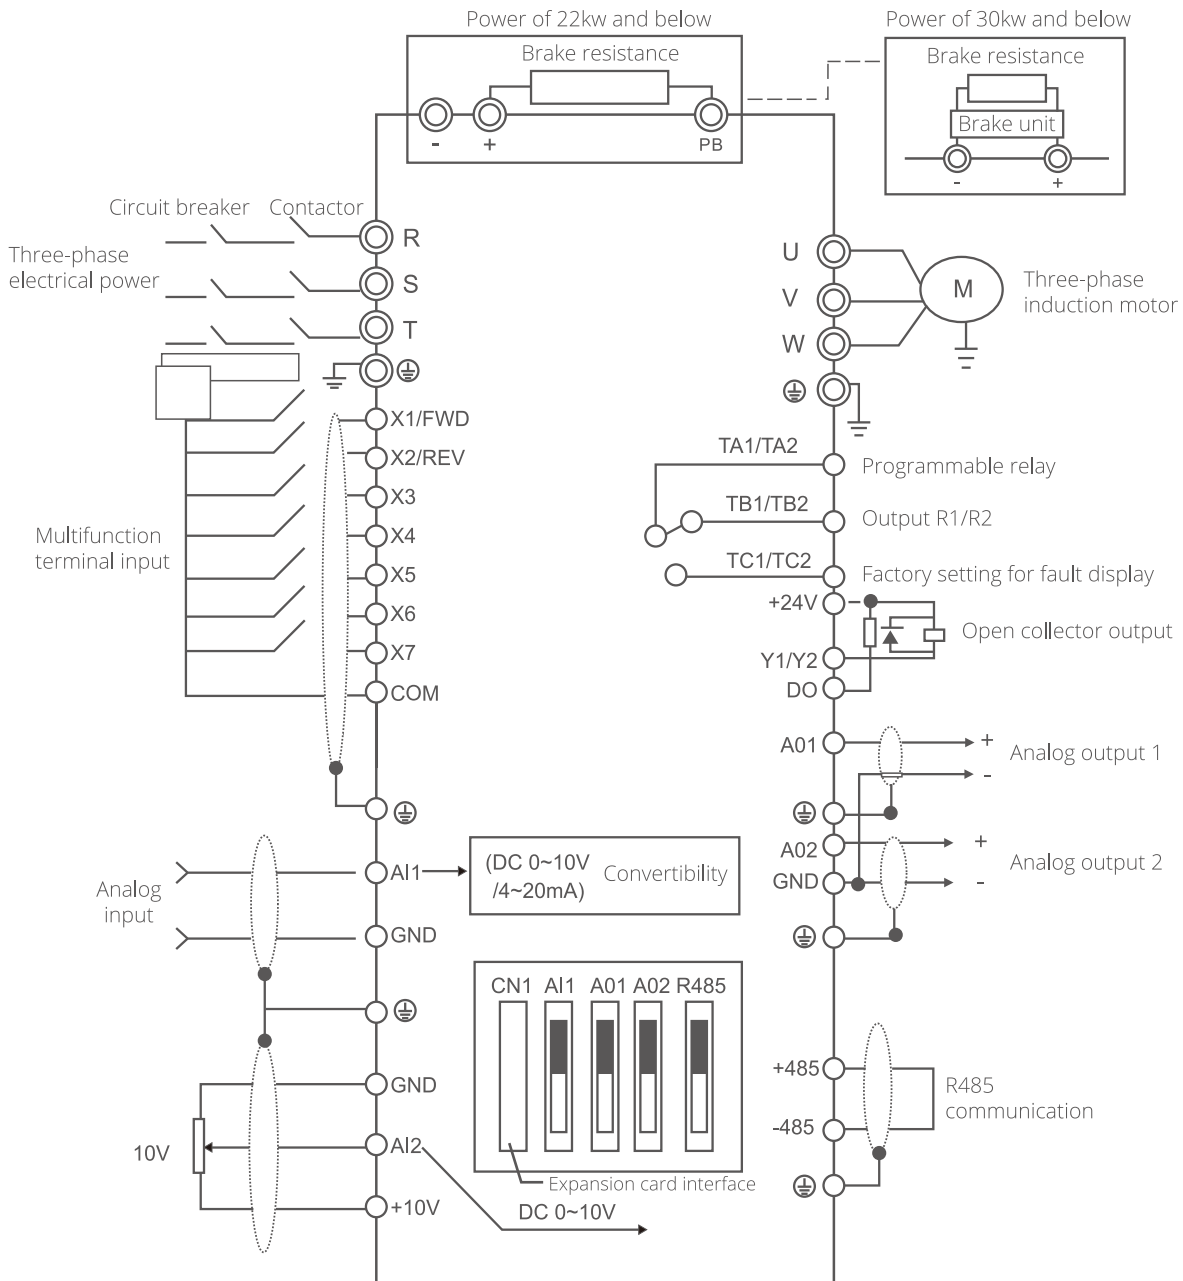 Power of 22kw and below
Power of 30kw and below
Brake resistance
- + PB
Brake resistance
Brake unit
- +
Circuit breaker Contactor
Three-phase
electrical power
R
S
T
X1/FWD
X2/REV
X3
X4
X5
X6
X7
COM
Multifunction
terminal input
Analog
input
AI1
(DC 0~10V
/4~20mA)
Convertibility
GND
GND
AI2
+10V
10V
DC 0~10V
CN1 AI1 A01 A02 R485
Expansion card interface
U
V
W
M
Three-phase
induction motor
TA1/TA2
Programmable relay
TB1/TB2
Output R1/R2
TC1/TC2
Factory setting for fault display
+24V
Open collector output
Y1/Y2
DO
A01
+
-
Analog output 1
A02
GND
+
-
Analog output 2
+485
-485
R485
communication